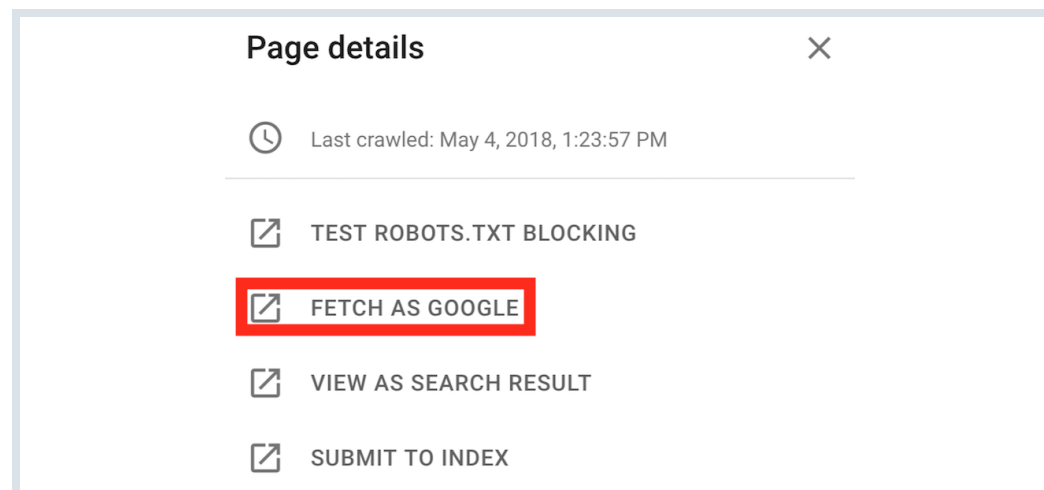 Page details
Last crawled: May 4, 2018, 1:23:57 PM
TEST ROBOTS.TXT BLOCKING
FETCH AS GOOGLE
VIEW AS SEARCH RESULT
SUBMIT TO INDEX